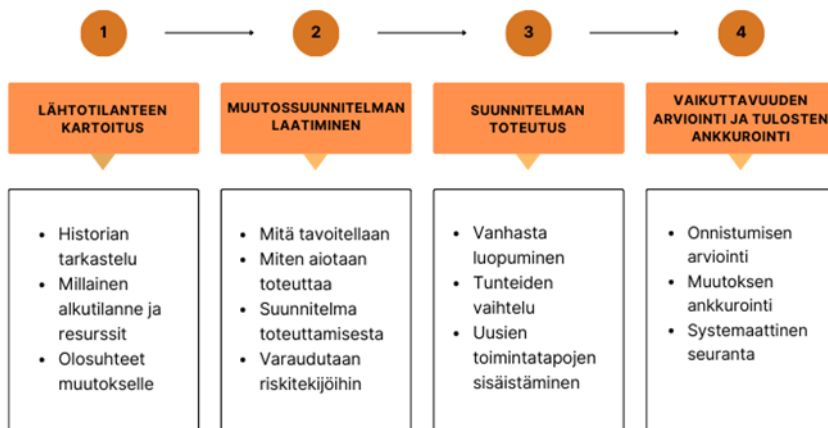 1
2
3
4
LÄHTOTILANTEEN
KARTOITUS
MUUTOSSUUNNITELMAN
LAATIMINEN
SUUNNITELMAN
TOTEUTUS
VAIKUTTAVUUDEN
ARVIOINTI JA TULOSTEN
ANKKUROINTI
• Historian
tarkastelu
• Millainen
alkutilanne ja
resurssit
• Olosuhteet
muutokselle
• Mitä tavoitellaan
• Miten aiotaan
toteuttaa
• Suunnitelma
toteuttamisesta
• Varaudutaan
riskitekijöihin
• Vanhasta
luopuminen
• Tunteiden
vaihtelu
• Uusien
toimintatapojen
sisäistäminen
• Onnistumisen
arviointi
• Muutoksen
ankkurointi
• Systemaattinen
seuranta